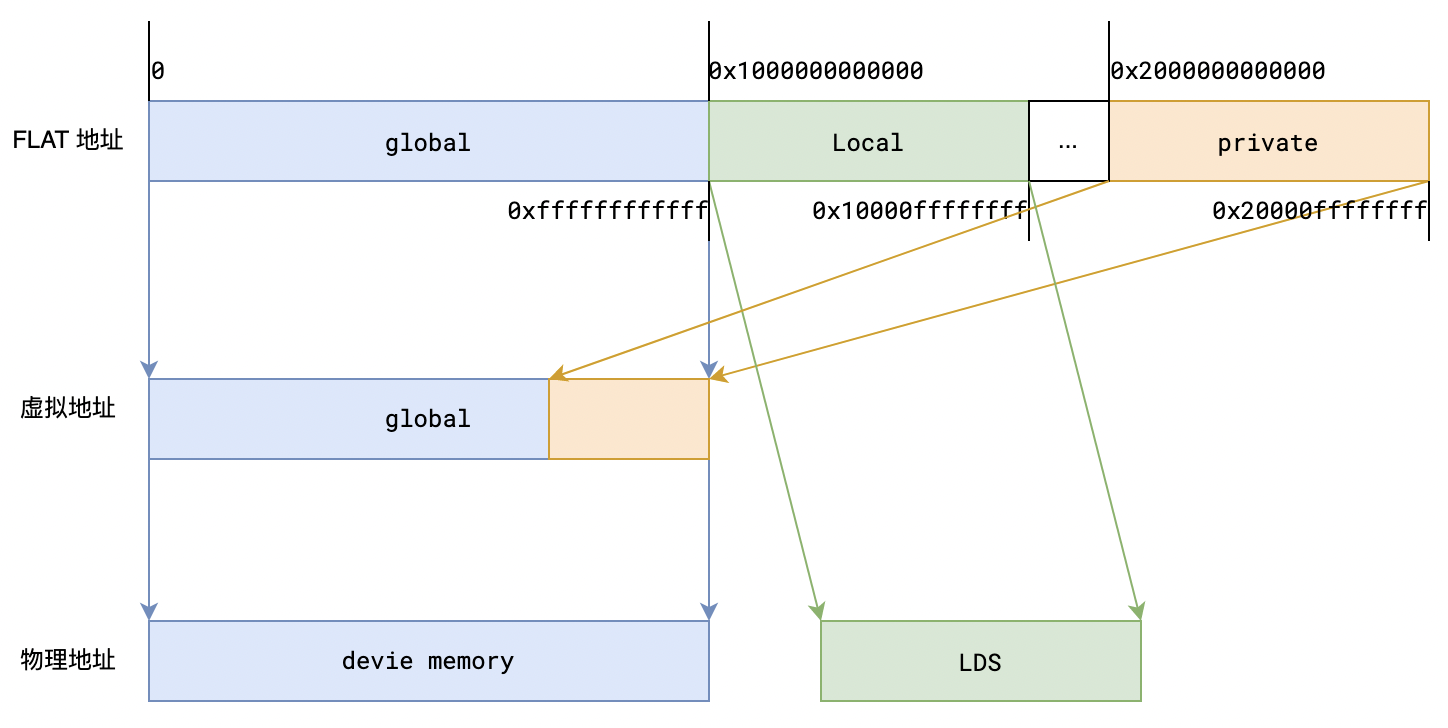 0
0x1000000000000
0x2000000000000
FLAT 地址
global
Local
...
private
0xffffffffffff
0x10000ffffffff
0x20000ffffffff
虚拟地址
global
物理地址
devie memory
LDS